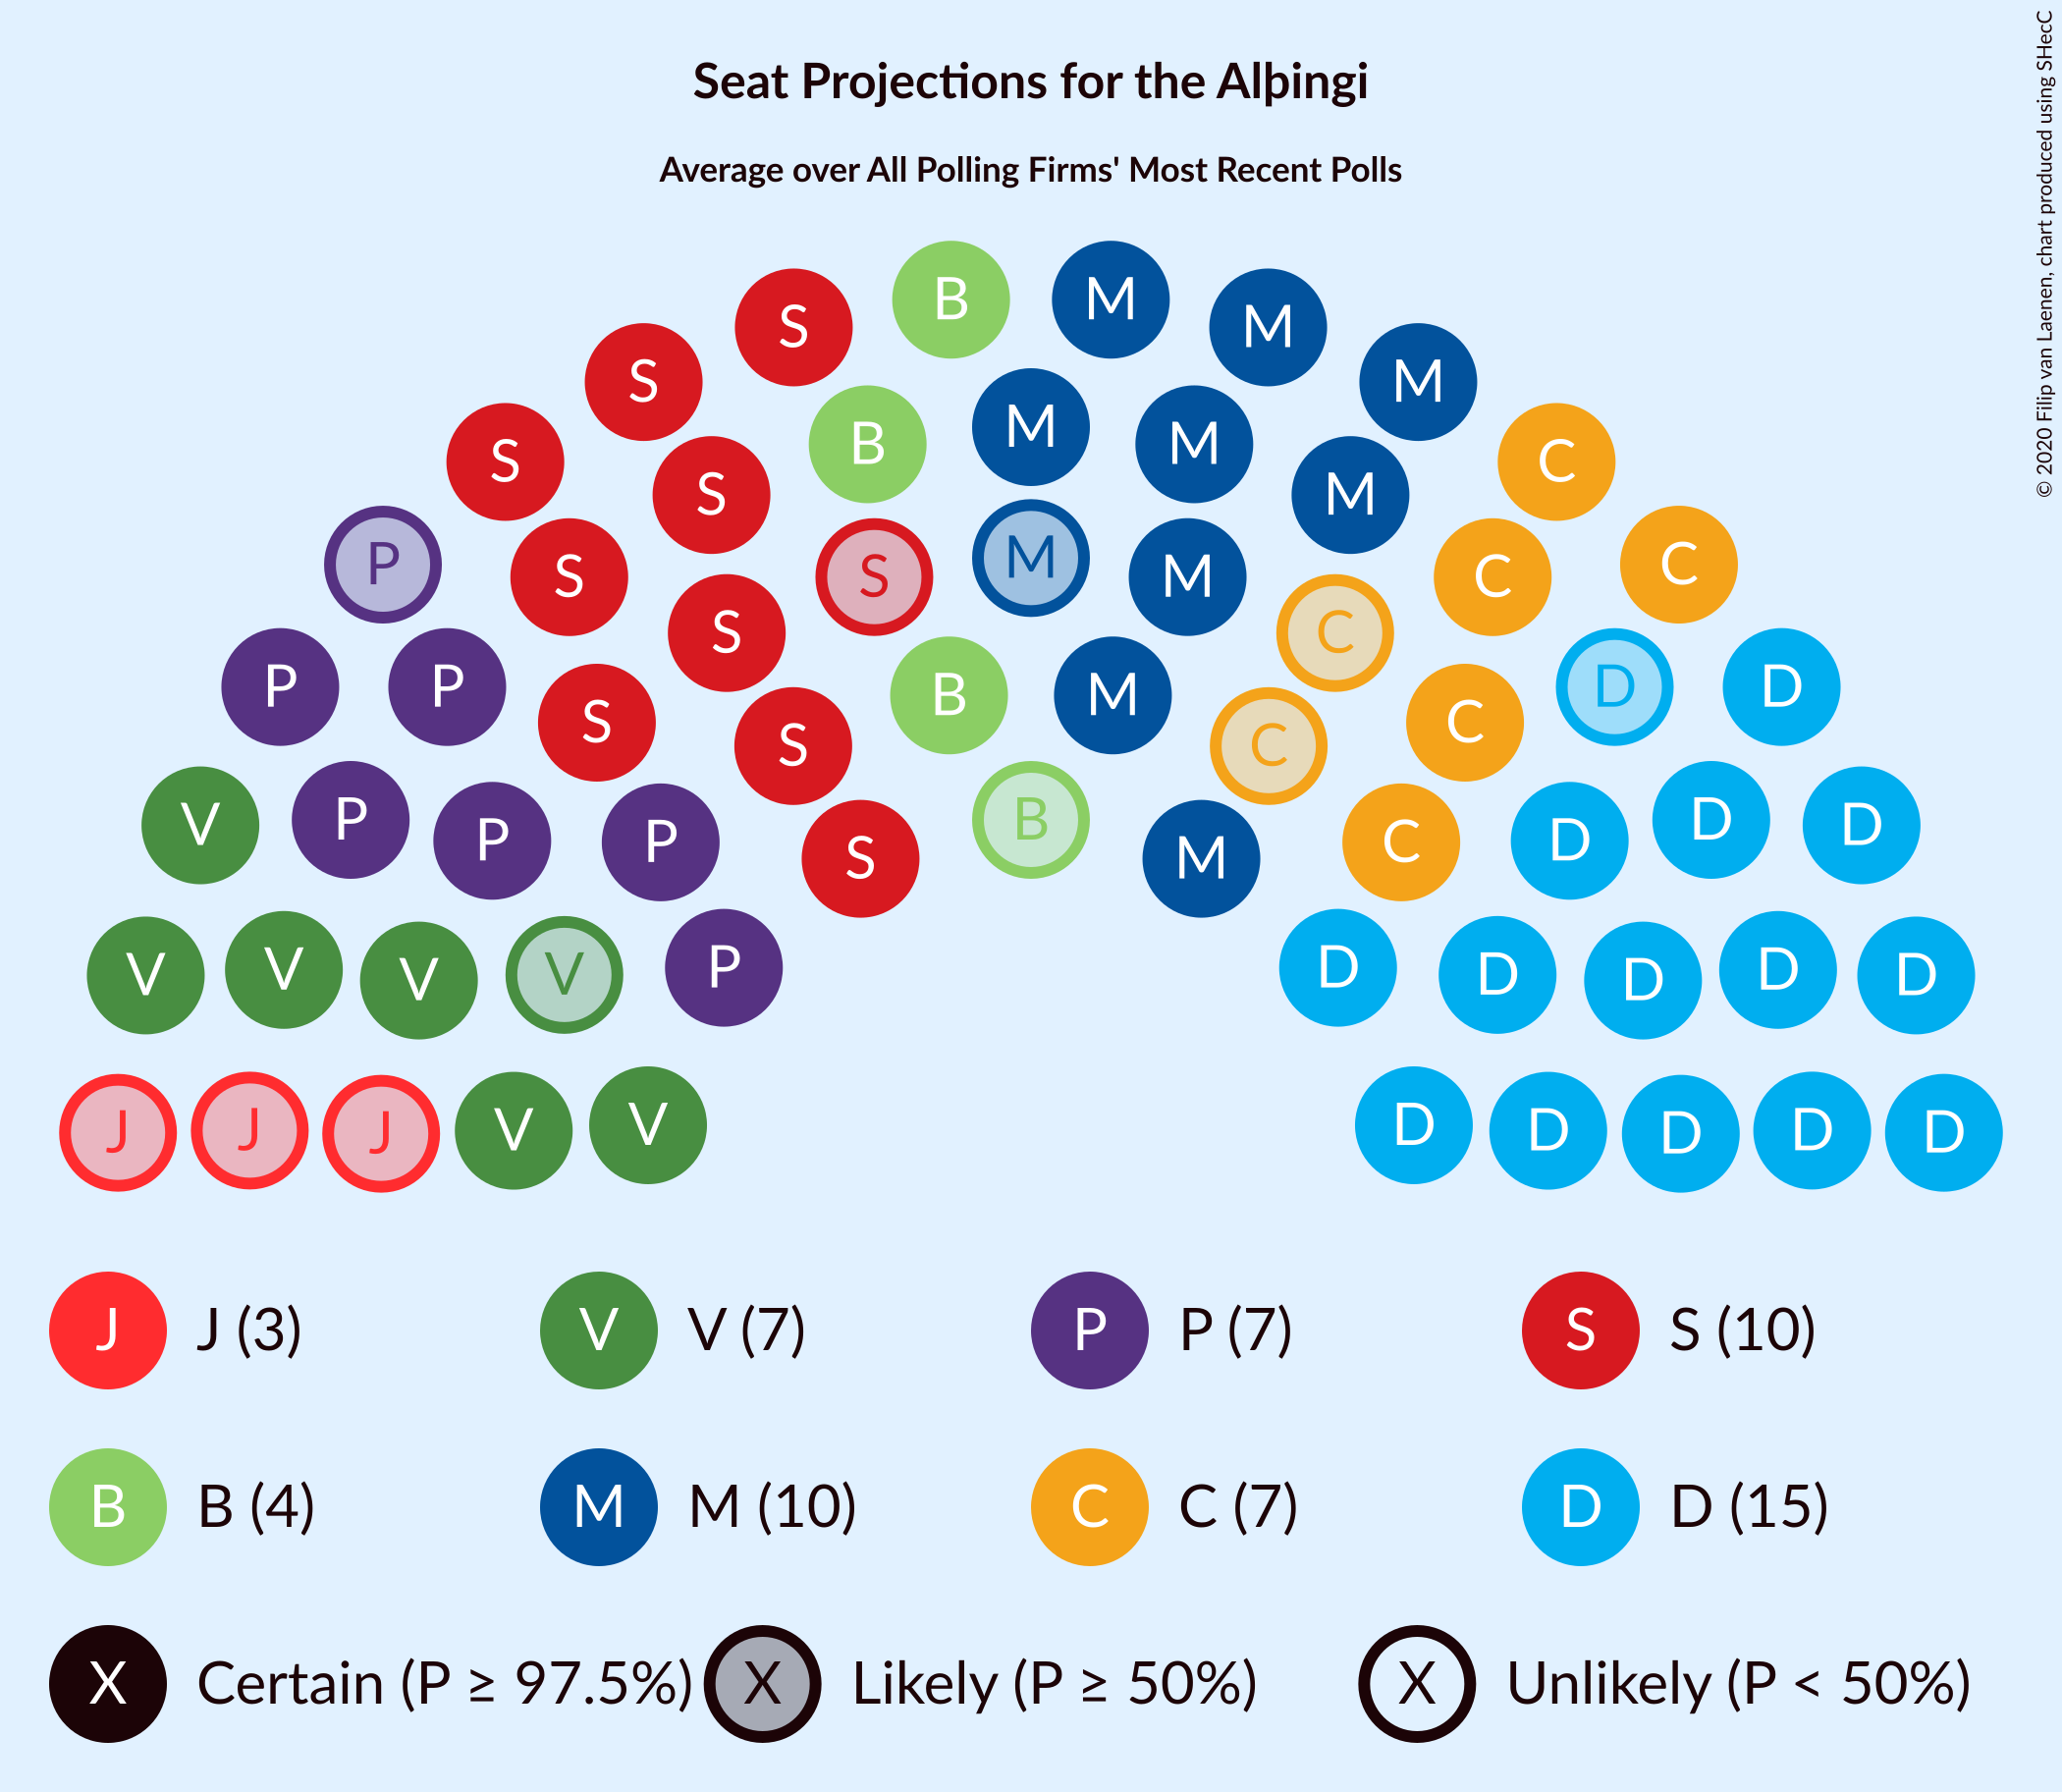 © 2020 Filip van Laenen, chart produced using SHecC
Seat Projections for the Alþingi
Average over All Polling Firms' Most Recent Polls
S B M M
S M
S B M M C
S M
P S S M M C C
S C
P P S B M C D D
S C
V P P P S B M C D D D
V V V V P D D D D D
J J J V V D D D D D
J J (3) V V (7) P P (7) S S (10)
B B (4) M M (10) C C (7) D D (15)
X Certain (P ≥ 97.5%) X Likely (P ≥ 50%) X Unlikely (P < 50%)